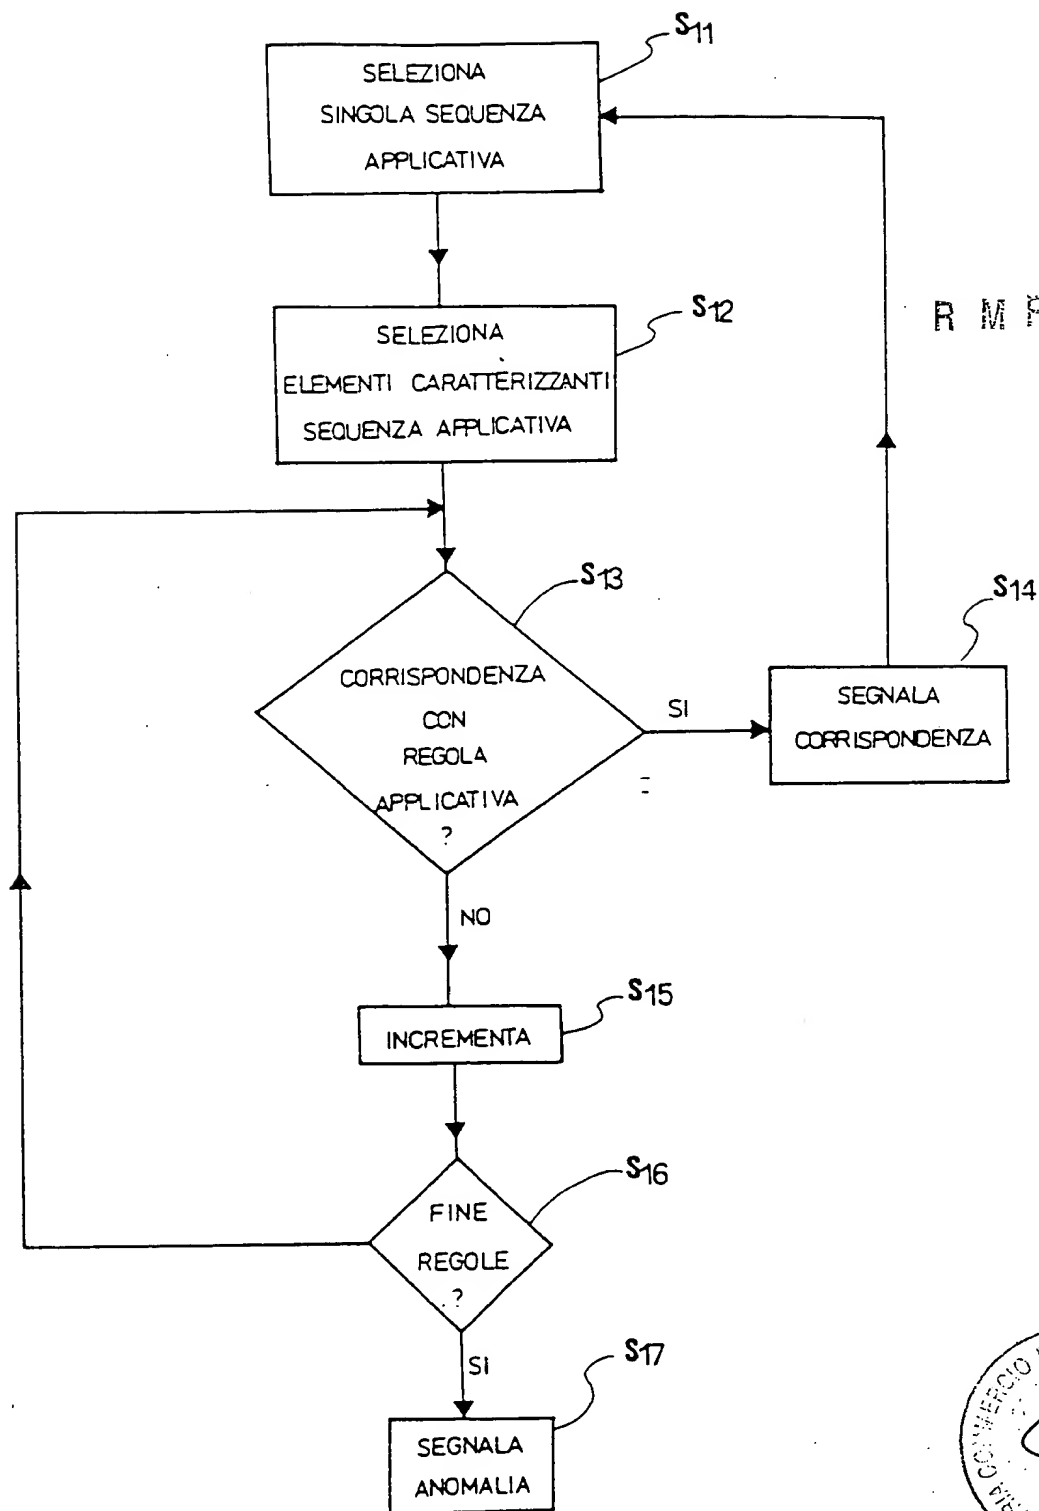 S11
SELEZIONA
SINGOLA SEQUENZA
APPLICATIVA
S12
SELEZIONA
ELEMENTI CARATTERIZZANTI
SEQUENZA APPLICATIVA
R M
S13
CORRISPONDENZA
CON
REGOLA
APPLICATIVA
?
SI
S14
SEGNALA
CORRISPONDENZA
NO
S15
INCREMENTA
S16
FINE
REGOLE
?
SI
S17
SEGNALA
ANOMALIA